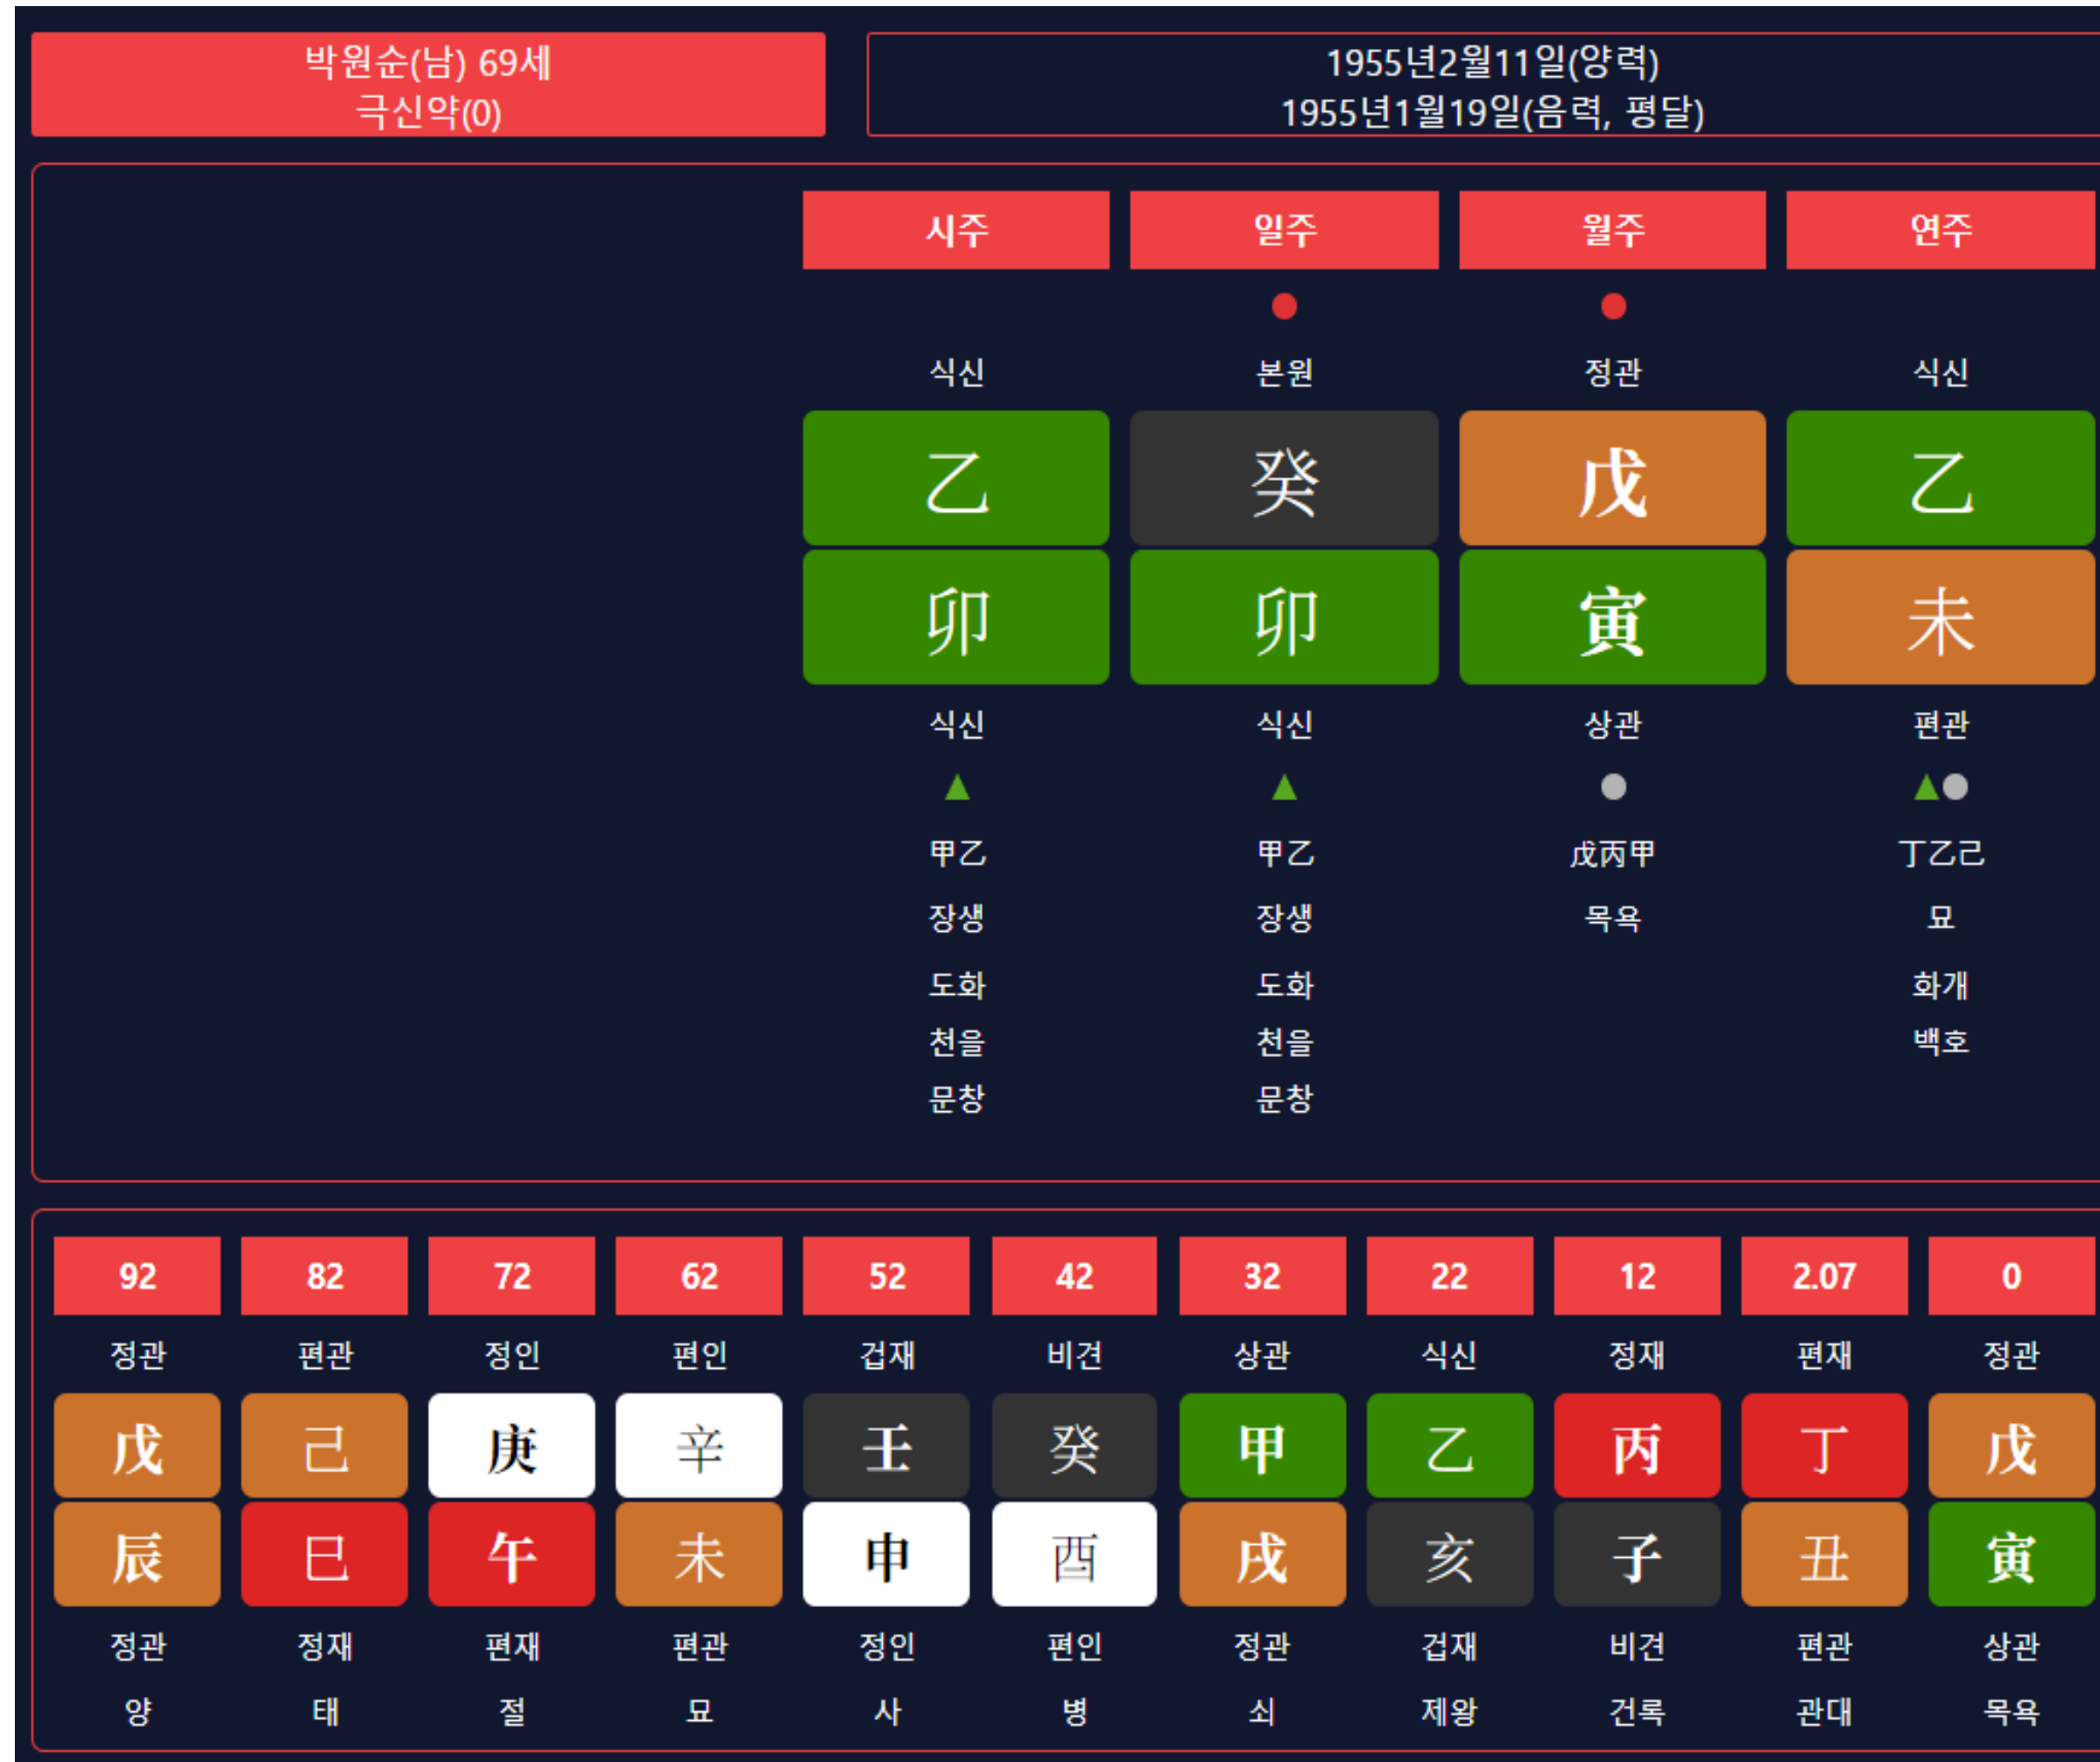 박원순(남) 69세
극신약(0)
1955년2월11일(양력)
1955년1월19일(음력, 평달)
시주 일주 월주 연주
식신 본원 정관 식신
乙 癸 戊 乙
卯 卯 寅 未
식신 식신 상관 편관
甲乙 甲乙 戊丙甲 丁乙己
장생 장생 목욕 묘
도화 도화 화개
천을 천을 백호
문창 문창
92 82 72 62 52 42 32 22 12 2.07 0
정관 편관 정인 편인 겁재 비견 상관 식신 정재 편재 정관
戊 己 庚 辛 壬 癸 甲 乙 丙 丁 戊
辰 巳 午 未 申 酉 戌 亥 子 丑 寅
정관 정재 편재 편관 정인 편인 정관 겁재 비견 편관 상관
양 태 절 묘 사 병 쇠 제왕 건록 관대 목욕